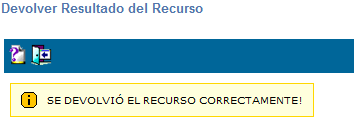 Devolver Resultado del Recurso
SE DEVOLVIÓ EL RECURSO CORRECTAMENTE!